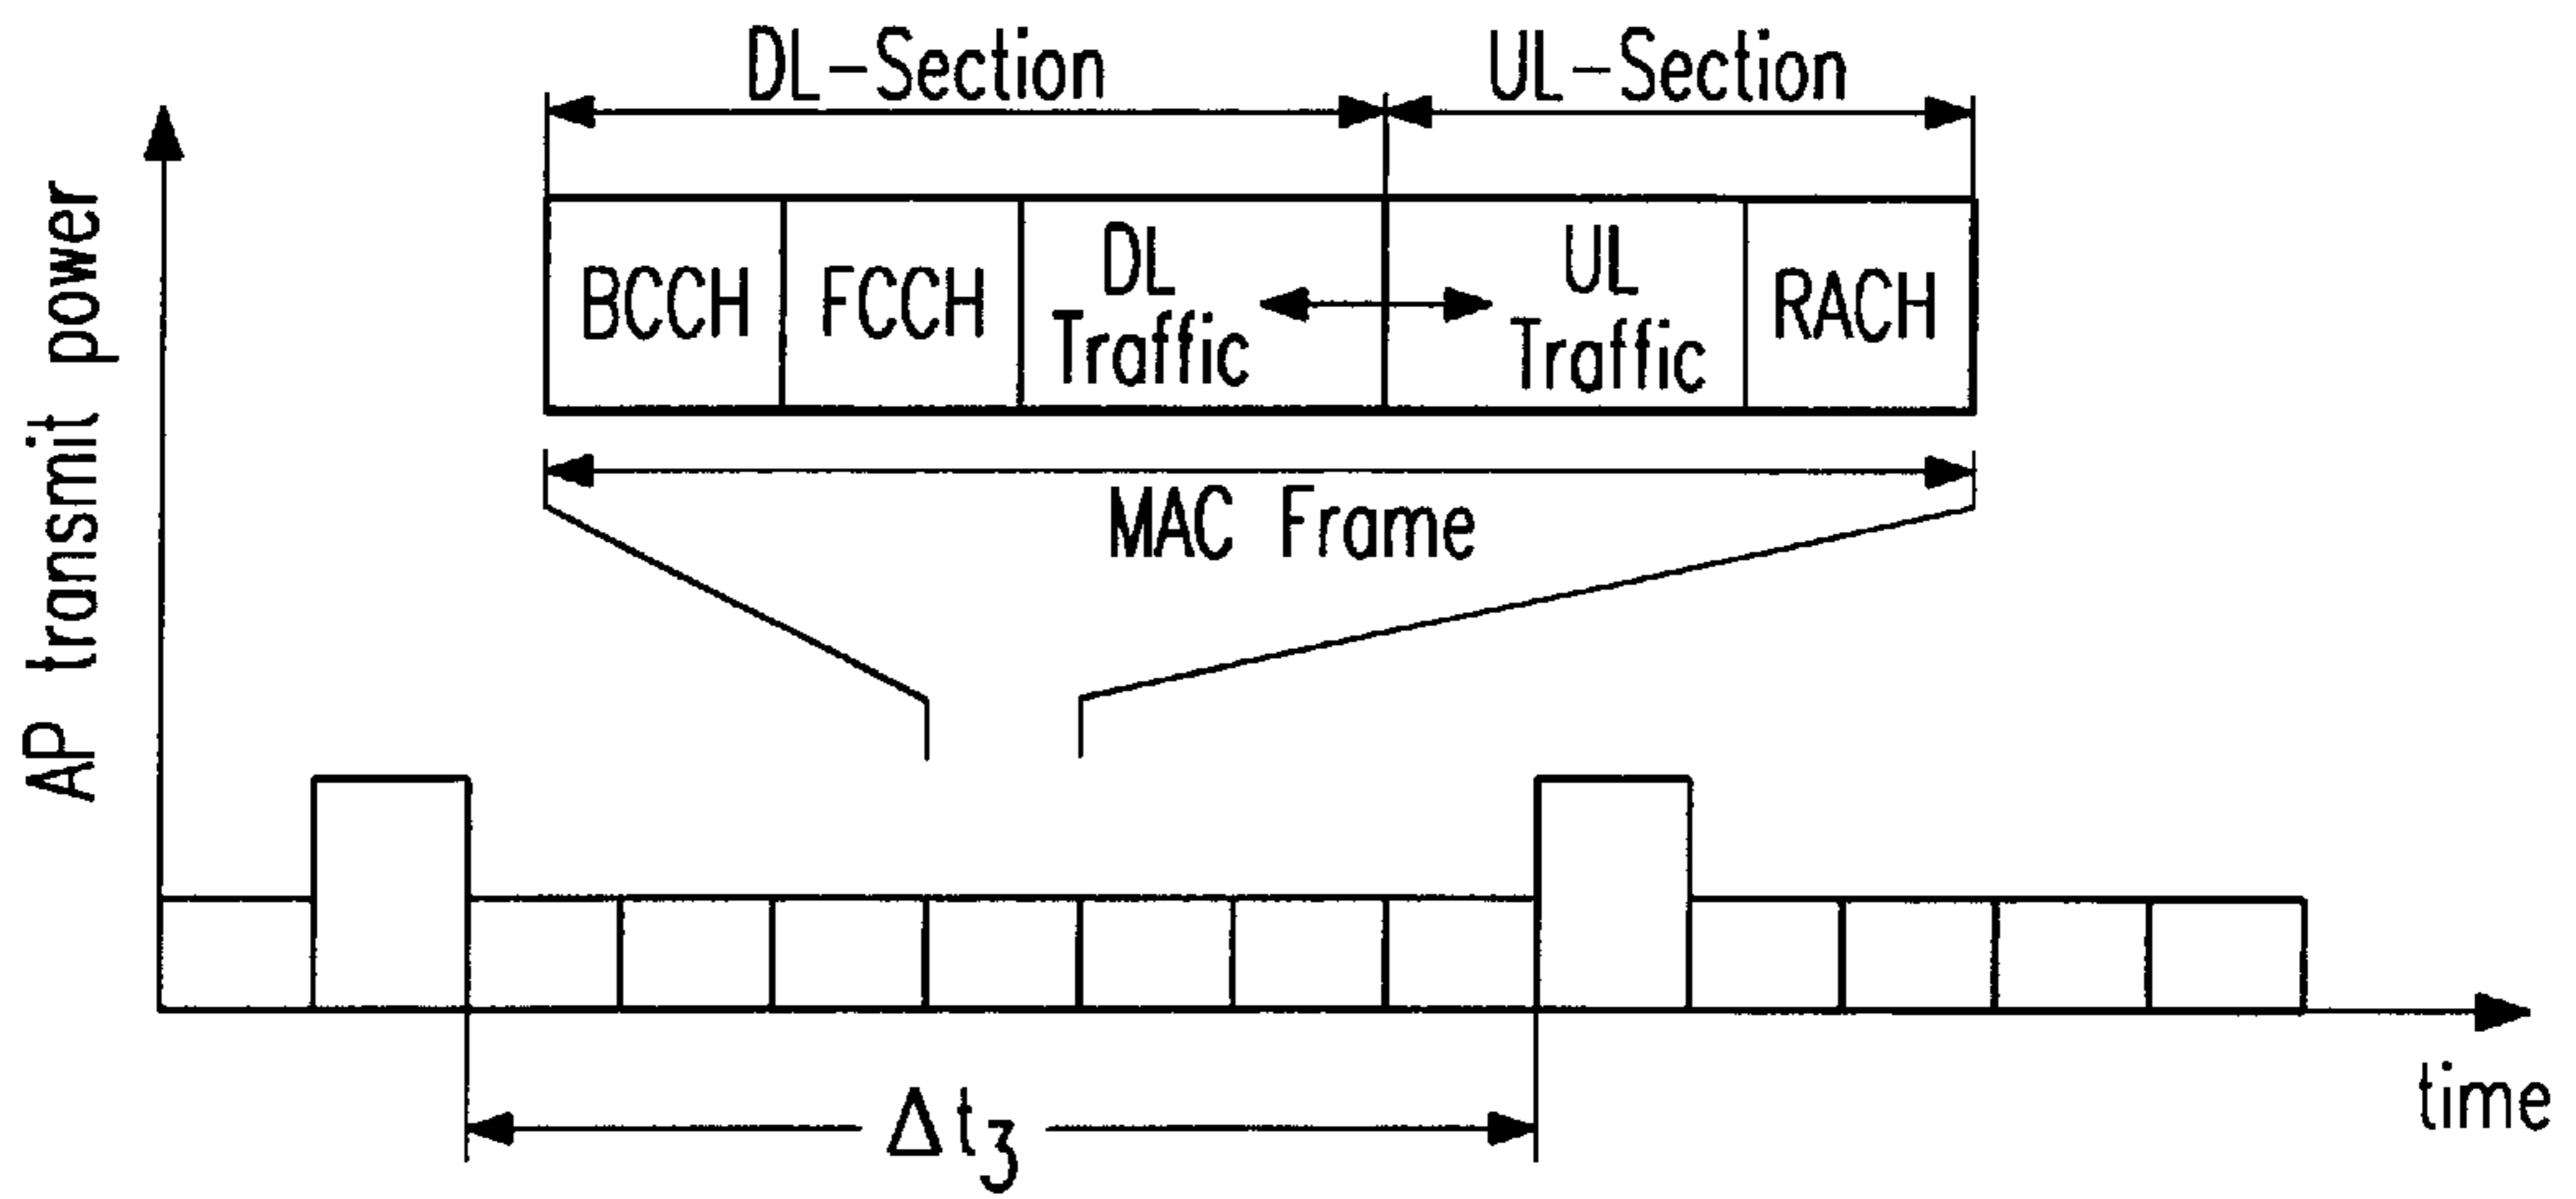 DL-Section
UL-Section
AP transmit power
BCCH
FCCH
DL
Traffic
UL
Traffic
RACH
MAC Frame
Δt₃
time